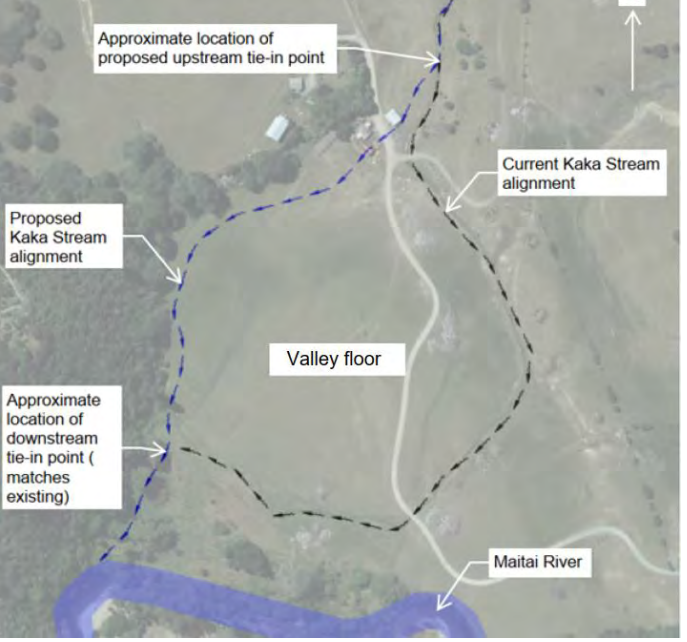 Approximate location of
proposed upstream tie-in point
Current Kaka Stream
alignment
Proposed
Kaka Stream
alignment
Valley floor
Approximate
location of
downstream
tie-in point (
matches
existing)
Maitai River